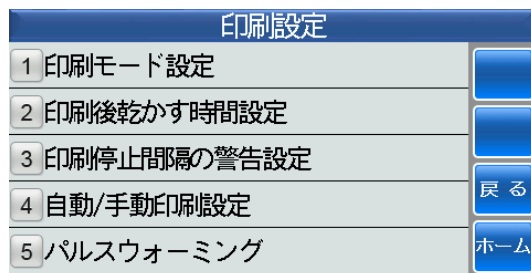 印刷設定
1 印刷モード設定
2 印刷後乾かす時間設定
3 印刷停止間隔の警告設定
戻る
4 自動/手動印刷設定
5 パルスウォーミング
ホーム